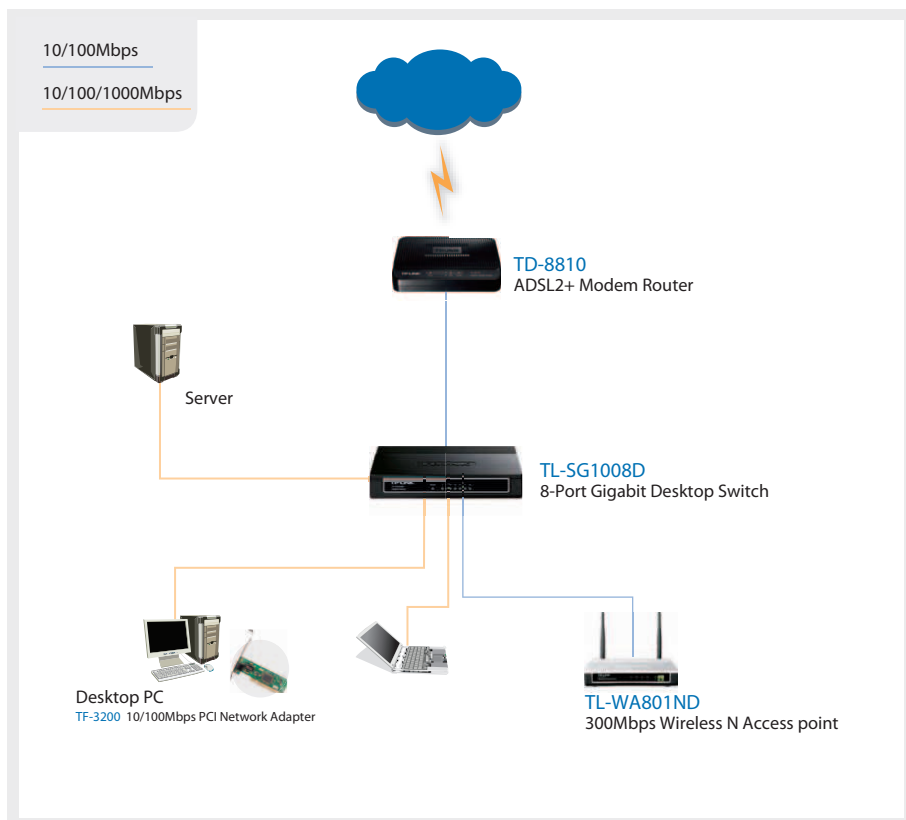 10/100Mbps
10/100/1000Mbps
TD-8810
ADSL2+ Modem Router
Server
TL-SG1008D
8-Port Gigabit Desktop Switch
Desktop PC
TF-3200 10/100Mbps PCI Network Adapter
TL-WA801ND
300Mbps Wireless N Access point